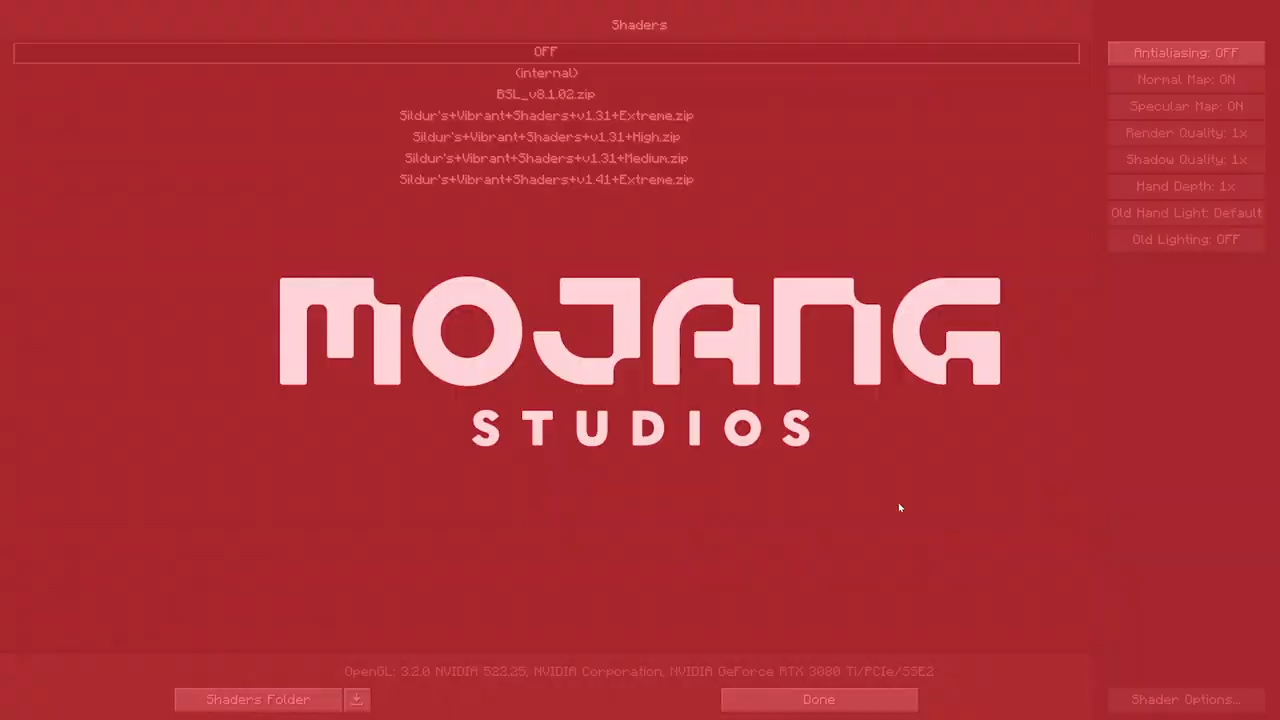 Shaders
OFF
(internal)
BSL_v8.1.02.zip
Sildur's+Vibrant+Shaders+v1.31+Extreme.zip
Sildur's+Vibrant+Shaders+v1.31+High.zip
Sildur's+Vibrant+Shaders+v1.31+Medium.zip
Sildur's+Vibrant+Shaders+v1.41+Extreme.zip
Antialiasing: OFF
Normal Map: ON
Specular Map: ON
Render Quality: 1x
Shadow Quality: 1x
Hand Depth: 1x
Old Hand Light: Default
Old Lighting: OFF
MOJANG
STUDIOS
OpenGL: 3.2.0 NVIDIA 522.25, NVIDIA Corporation, NVIDIA GeForce RTX 3080 Ti/PCIe/SSE2
Shaders Folder
Done
Shader Options...